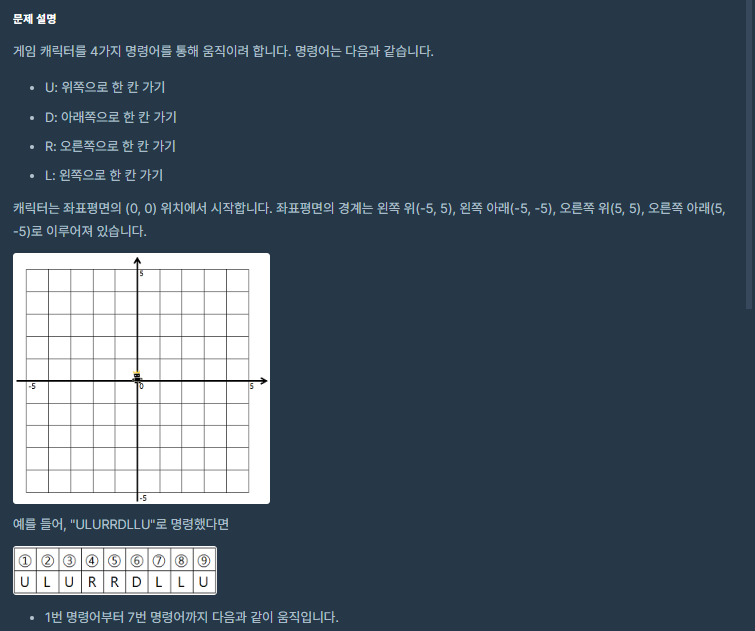 문제 설명
게임 캐릭터를 4가지 명령어를 통해 움직이려 합니다. 명령어는 다음과 같습니다.
• U: 위쪽으로 한 칸 가기
• D: 아래쪽으로 한 칸 가기
• R: 오른쪽으로 한 칸 가기
• L: 왼쪽으로 한 칸 가기
캐릭터는 좌표평면의 (0, 0) 위치에서 시작합니다. 좌표평면의 경계는 왼쪽 위(-5, 5), 왼쪽 아래(-5, -5), 오른쪽 위(5, 5), 오른쪽 아래(5,
-5)로 이루어져 있습니다.
5
-5 0 5
-5
예를 들어, "ULURRDLLU"로 명령했다면
① ② ③ ④ ⑤ ⑥ ⑦ ⑧ ⑨
U L U R R D L L U
• 1번 명령어부터 7번 명령어까지 다음과 같이 움직입니다.